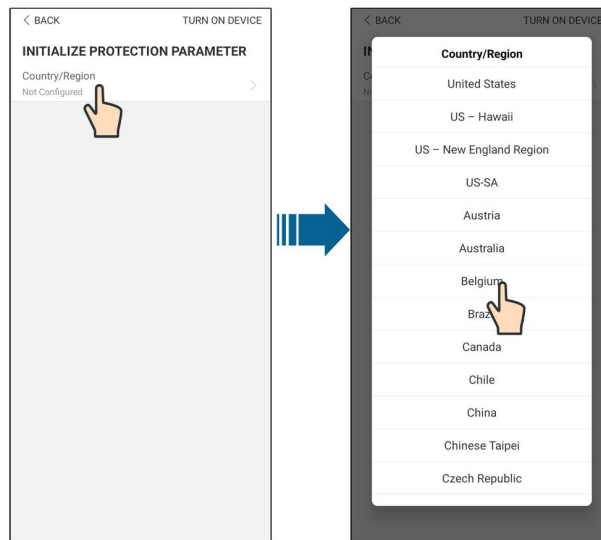 < BACK TURN ON DEVICE
INITIALIZE PROTECTION PARAMETER
Country/Region
Not Configured
< BACK TURN ON DEVICE
Country/Region
United States
US – Hawaii
US – New England Region
US-SA
Austria
Australia
Belgium
Canada
Chile
China
Chinese Taipei
Czech Republic